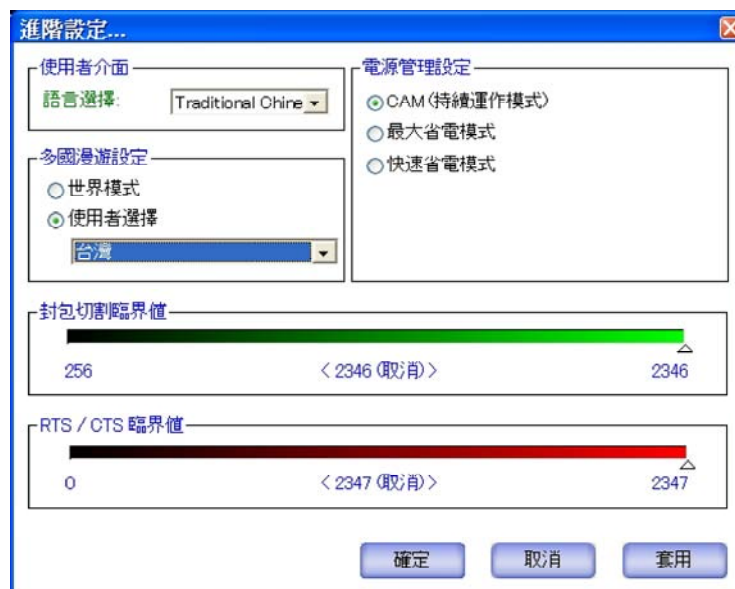 進階設定...
使用者介面
語言選擇:
Traditional Chine
多國漫遊設定
世界模式
使用者選擇
台灣
電源管理設定
CAM (持續運作模式)
最大省電模式
快速省電模式
封包切割臨界值
256 < 2346 (取消) > 2346
RTS / CTS 臨界值
0 < 2347 (取消) > 2347
確定 取消 套用